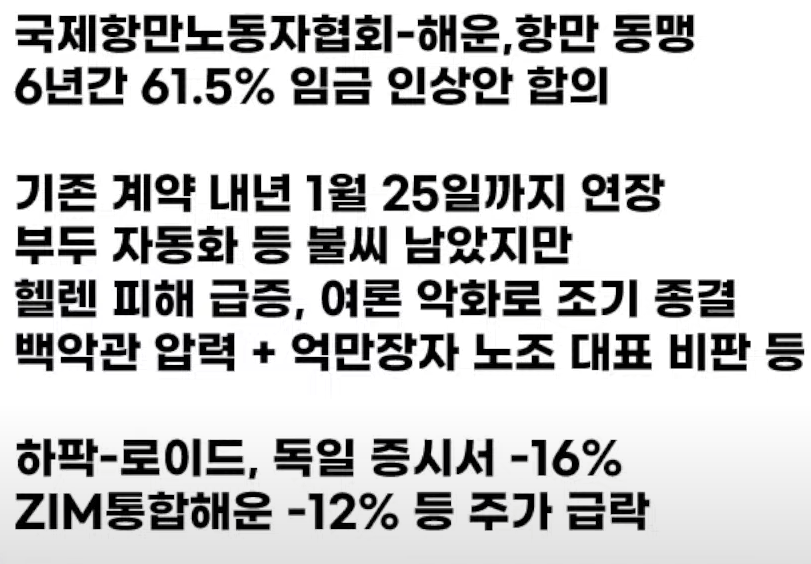 국제항만노동자협회-해운,항만 동맹
6년간 61.5% 임금 인상안 합의
기존 계약 내년 1월 25일까지 연장
부두 자동화 등 불씨 남았지만
헬렌 피해 급증, 여론 악화로 조기 종결
백악관 압력 + 억만장자 노조 대표 비판 등
하팍-로이드, 독일 증시서 -16%
ZIM통합해운 -12% 등 주가 급락